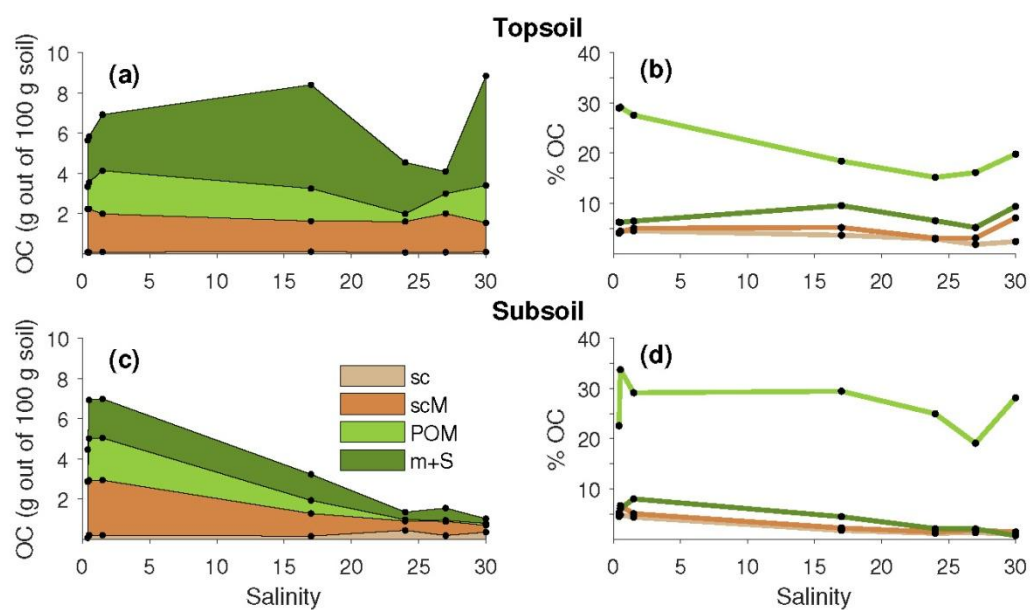 Topsoil
(a)
OC (g out of 100 g soil)
10
8
6
4
2
0 5 10 15 20 25 30
(b)
% OC
40
30
20
10
0 5 10 15 20 25 30
Subsoil
(c)
OC (g out of 100 g soil)
10
8
6
4
2
sc
scM
POM
m+S
0 5 10 15 20 25 30
Salinity
(d)
% OC
40
30
20
10
0 5 10 15 20 25 30
Salinity